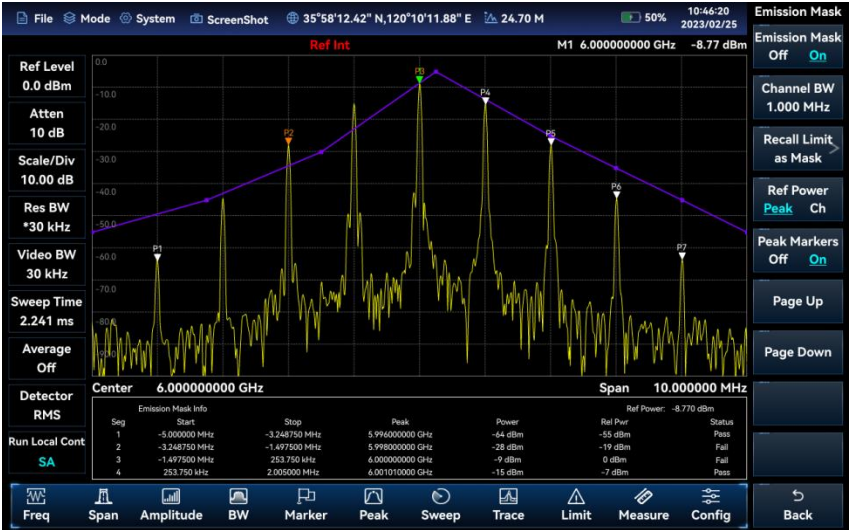 File Mode System ScreenShot 35°58'12.42" N,120°10'11.88" E 24.70 M 50% 10:46:20
2023/02/25
Emission Mask
Ref Int M1 6.000000000 GHz -8.77 dBm
Ref Level
0.0 dBm
Atten
10 dB
Scale/Div
10.00 dB
Res BW
*30 kHz
Video BW
30 kHz
Sweep Time
2.241 ms
Average
Off
Detector
RMS
Run Local Cont
SA
0.0
-10.0
-20.0
-30.0
-40.0
-50.0
-60.0
-70.0
-80.0
-90.0
P1
P2
P3
P4
P5
P6
P7
Center 6.000000000 GHz Span 10.000000 MHz
Emission Mask Info Ref Power: -8.770 dBm
Seg Start Stop Peak Power Rel Pwr Status
1 -5.000000 MHz -3.248750 MHz 5.996000000 GHz -64 dBm -55 dBm Pass
2 -3.248750 MHz -1.497500 MHz 5.998000000 GHz -28 dBm -19 dBm Fail
3 -1.497500 MHz 253.750 kHz 6.000000000 GHz -9 dBm 0 dBm Fail
4 253.750 kHz 2.005000 MHz 6.001010000 GHz -15 dBm -7 dBm Pass
Emission Mask
Off On
Channel BW
1.000 MHz
Recall Limit
as Mask >
Ref Power
Peak Ch
Peak Markers
Off On
Page Up
Page Down
Freq Span Amplitude BW Marker Peak Sweep Trace Limit Measure Config Back